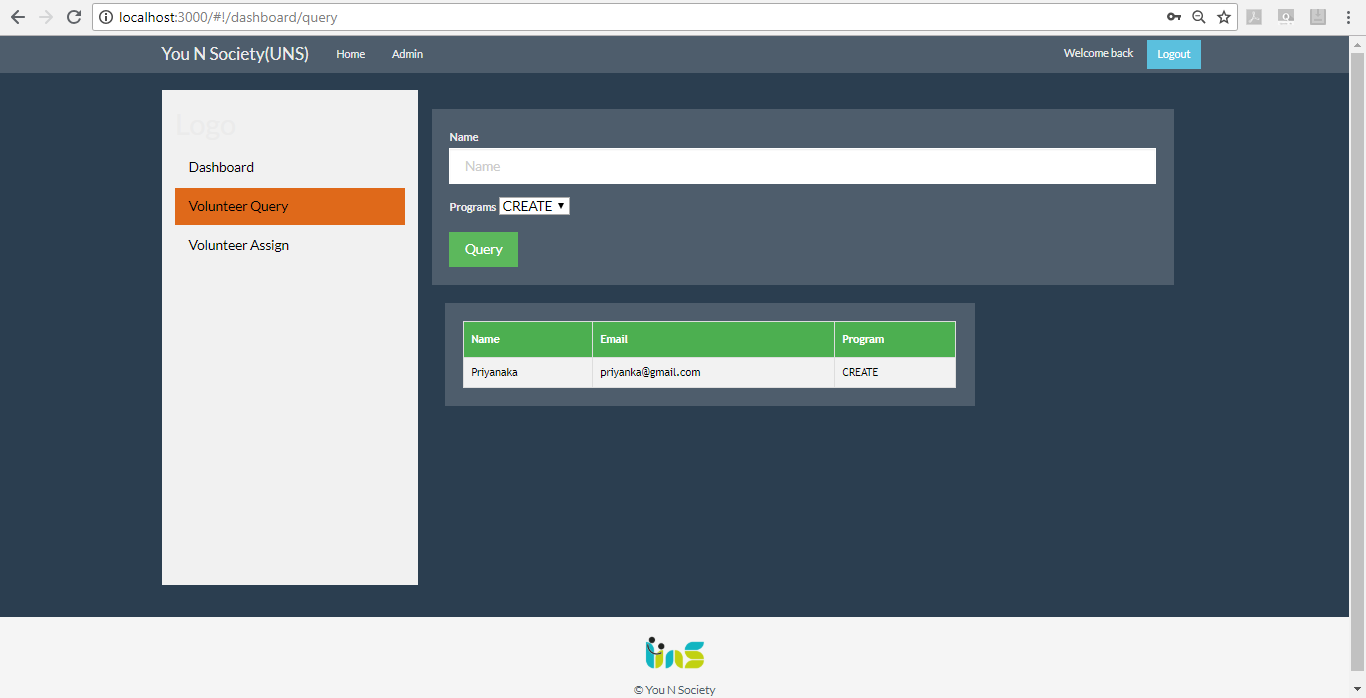 localhost:3000/#!/dashboard/query
You N Society(UNS) Home Admin Welcome back Logout
Logo
Dashboard
Volunteer Query
Volunteer Assign
Name
Name
Programs CREATE
Query
Name Email Program
Priyanaka priyanka@gmail.com CREATE
uns
© You N Society